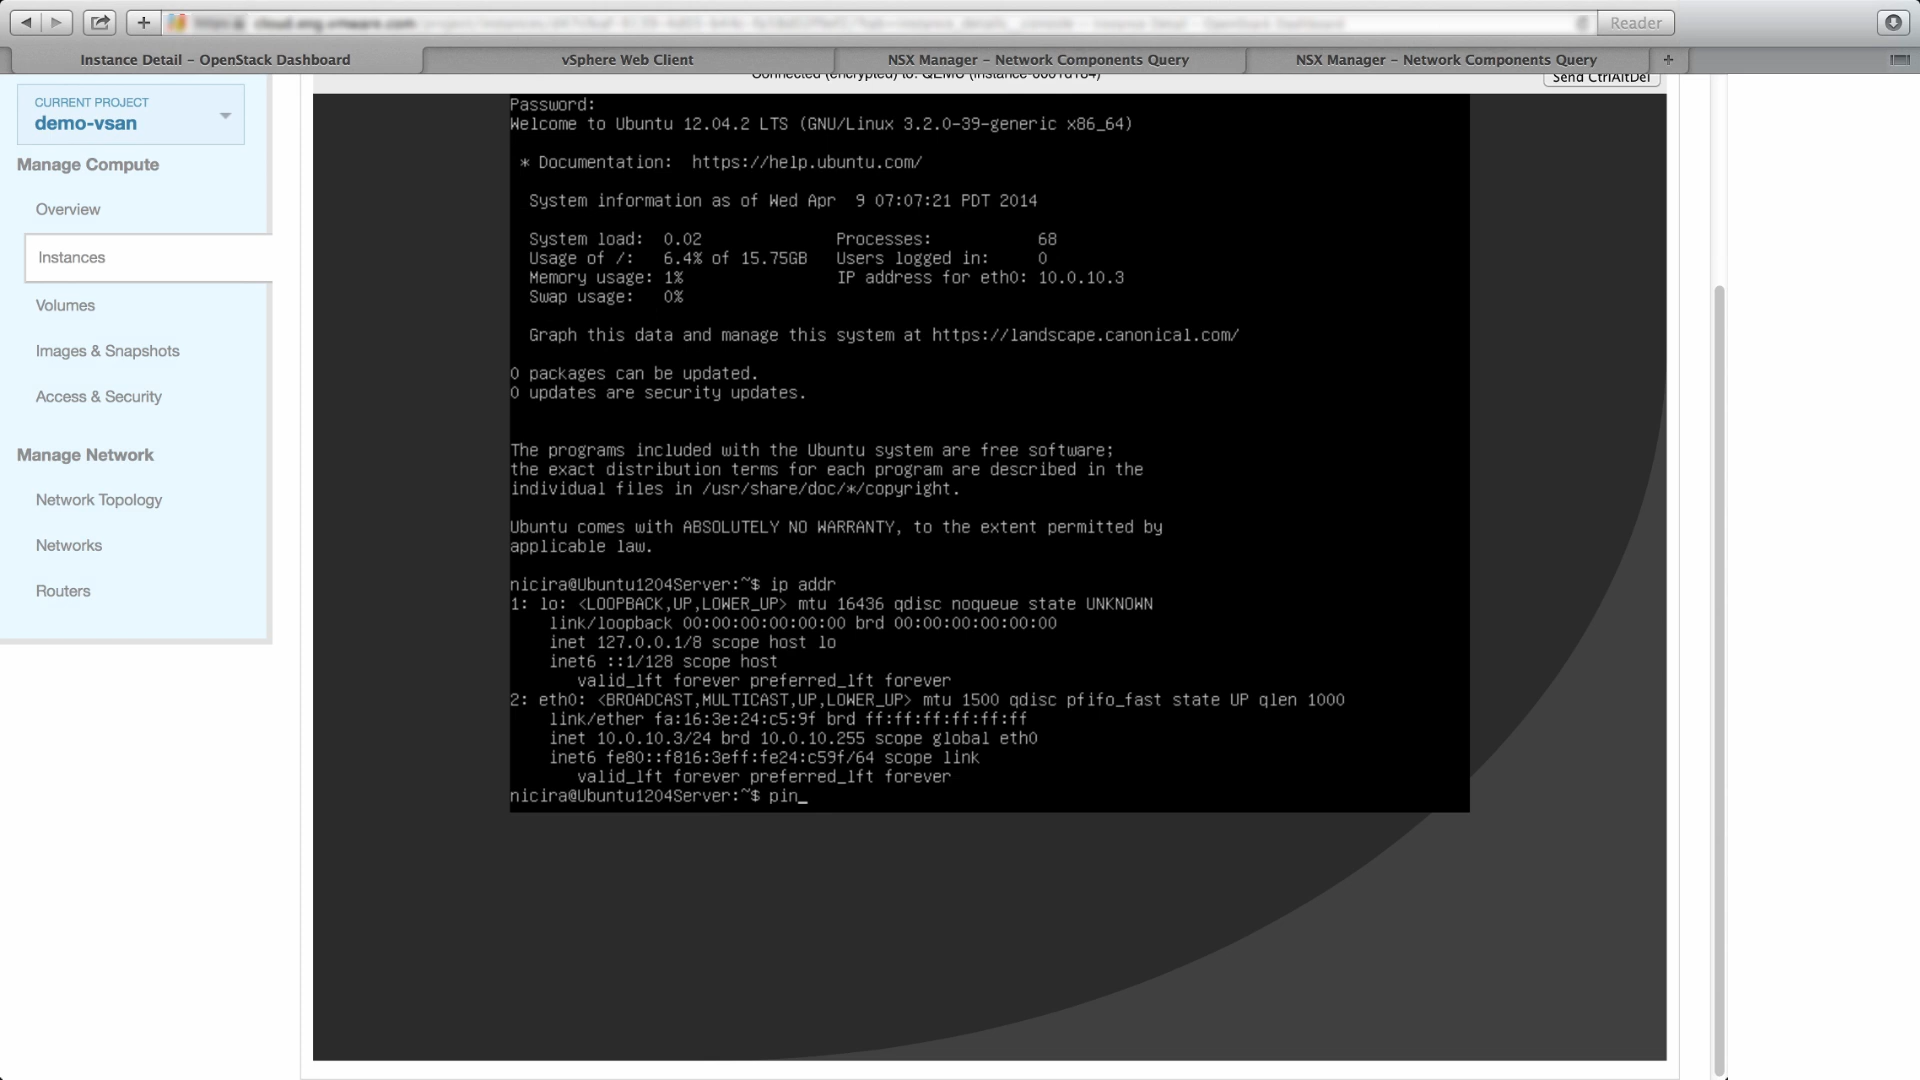 cloud.eng.vmware.com
Reader
Instance Detail – OpenStack Dashboard
vSphere Web Client
NSX Manager – Network Components Query
NSX Manager – Network Components Query
+
Connected (encrypted) to: QEMU
Send CtrlAltDel
CURRENT PROJECT
demo-vsan
Manage Compute
Overview
Instances
Volumes
Images & Snapshots
Access & Security
Manage Network
Network Topology
Networks
Routers
Password:
Welcome to Ubuntu 12.04.2 LTS (GNU/Linux 3.2.0-39-generic x86_64)
* Documentation:  https://help.ubuntu.com/
System information as of Wed Apr  9 07:07:21 PDT 2014
System load:  0.02              Processes:           68
Usage of /:   6.4% of 15.75GB   Users logged in:     0
Memory usage: 1%                IP address for eth0: 10.0.10.3
Swap usage:   0%
Graph this data and manage this system at https://landscape.canonical.com/
0 packages can be updated.
0 updates are security updates.
The programs included with the Ubuntu system are free software;
the exact distribution terms for each program are described in the
individual files in /usr/share/doc/*/copyright.
Ubuntu comes with ABSOLUTELY NO WARRANTY, to the extent permitted by
applicable law.
nicira@Ubuntu1204Server:~$ ip addr
1: lo: <LOOPBACK,UP,LOWER_UP> mtu 16436 qdisc noqueue state UNKNOWN
link/loopback 00:00:00:00:00:00 brd 00:00:00:00:00:00
inet 127.0.0.1/8 scope host lo
inet6 ::1/128 scope host
valid_lft forever preferred_lft forever
2: eth0: <BROADCAST,MULTICAST,UP,LOWER_UP> mtu 1500 qdisc pfifo_fast state UP qlen 1000
link/ether fa:16:3e:24:c5:9f brd ff:ff:ff:ff:ff:ff
inet 10.0.10.3/24 brd 10.0.10.255 scope global eth0
inet6 fe80::f816:3eff:fe24:c59f/64 scope link
valid_lft forever preferred_lft forever
nicira@Ubuntu1204Server:~$ pin_